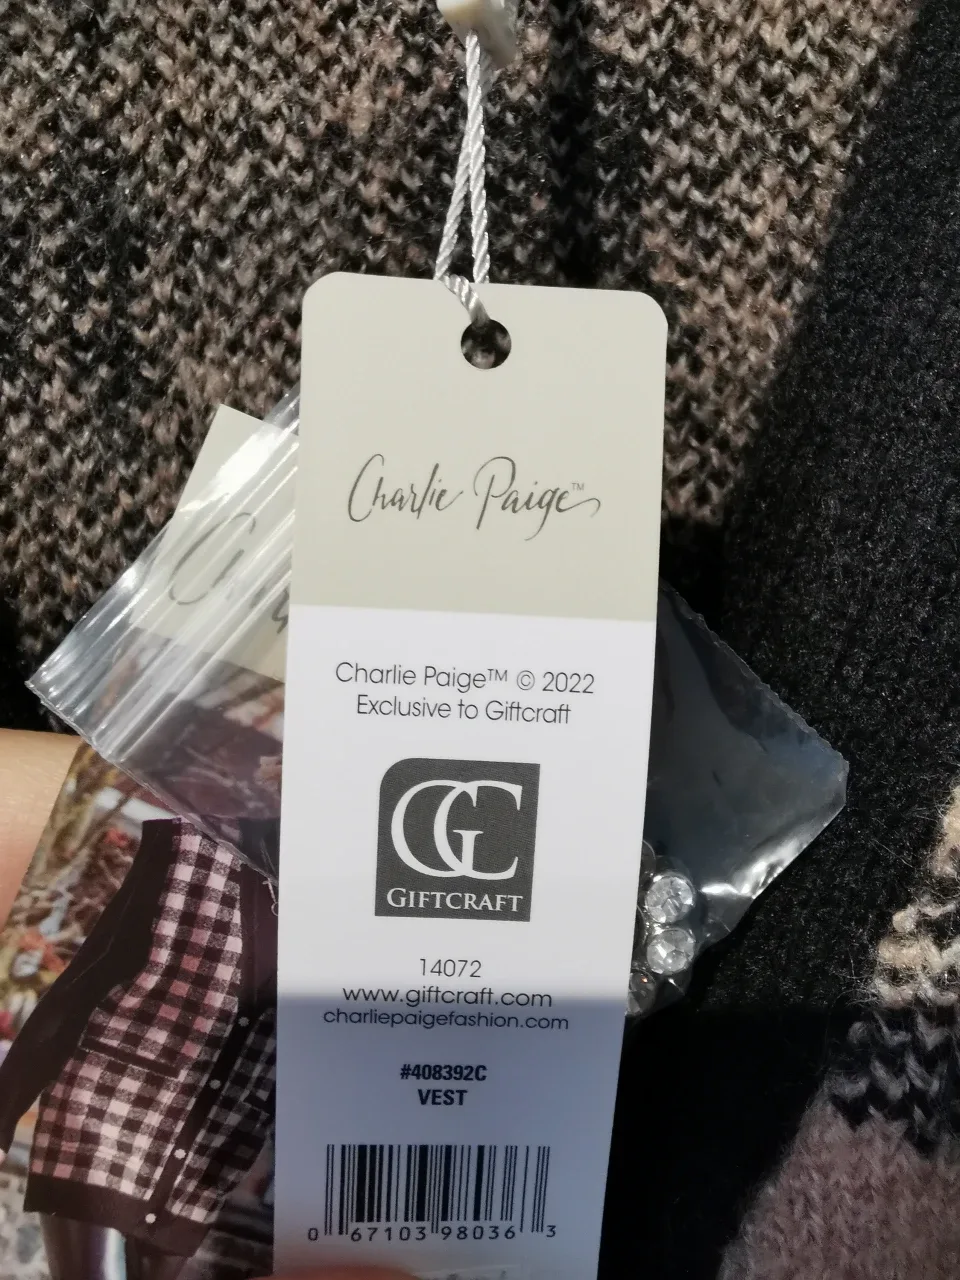 Charlie Paige™
Charlie Paige™ © 2022
Exclusive to Giftcraft
GC
GIFTCRAFT
14072
www.giftcraft.com
charliepaigefashion.com
#408392C
VEST
0 67103 98036 3